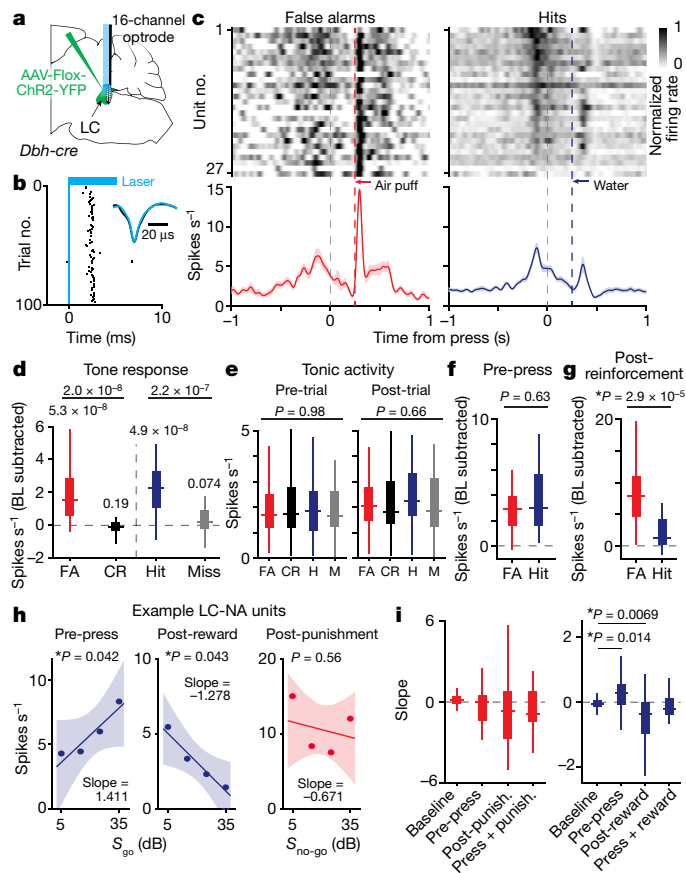 a
16-channel
optrode
AAV-Flox-
ChR2-YFP
LC
Dbh-cre
b
0
Laser
Trial no.
20 µs
100
0
10
Time (ms)
c
False alarms
Hits
1
Unit no.
27
1
0
Normalized
firing rate
Air puff
Water
15
10
5
0
Spikes s⁻¹
−1
0
1
−1
0
1
Time from press (s)
d
Tone response
2.0 × 10⁻⁸
2.2 × 10⁻⁷
5.3 × 10⁻⁸
4.9 × 10⁻⁸
0.19
0.074
6
4
2
0
−2
Spikes s⁻¹ (BL subtracted)
FA
CR
Hit
Miss
e
Tonic activity
Pre-trial
Post-trial
P = 0.98
P = 0.66
5
0
5
0
Spikes s⁻¹
FA
CR
H
M
FA
CR
H
M
f
Pre-press
P = 0.63
10
0
Spikes s⁻¹ (BL subtracted)
FA
Hit
g
Post-
reinforcement
*P = 2.9 × 10⁻⁵
20
10
0
Spikes s⁻¹ (BL subtracted)
FA
Hit
h
Example LC-NA units
Pre-press
Post-reward
Post-punishment
*P = 0.042
*P = 0.043
P = 0.56
10
5
0
Spikes s⁻¹
Slope =
1.411
10
5
0
Slope =
−1.278
20
10
0
Slope =
−0.671
5
35
5
35
5
35
S go (dB)
S no-go (dB)
i
6
0
−6
Slope
Baseline
Pre-press
Post-punish.
Press + punish.
*P = 0.0069
*P = 0.014
2
0
−2
Baseline
Pre-press
Post-reward
Press + reward